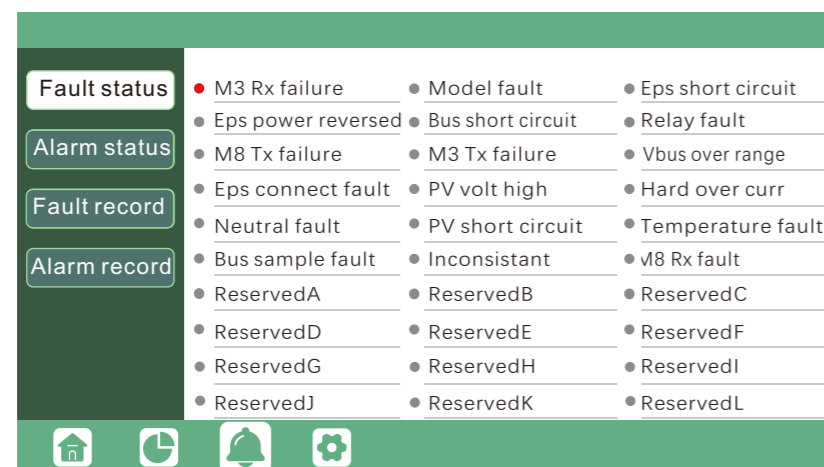 Fault status
Alarm status
Fault record
Alarm record
M3 Rx failure Model fault Eps short circuit
Eps power reversed Bus short circuit Relay fault
M8 Tx failure M3 Tx failure Vbus over range
Eps connect fault PV volt high Hard over curr
Neutral fault PV short circuit Temperature fault
Bus sample fault Inconsistant M8 Rx fault
ReservedA ReservedB ReservedC
ReservedD ReservedE ReservedF
ReservedG ReservedH ReservedI
ReservedJ ReservedK ReservedL